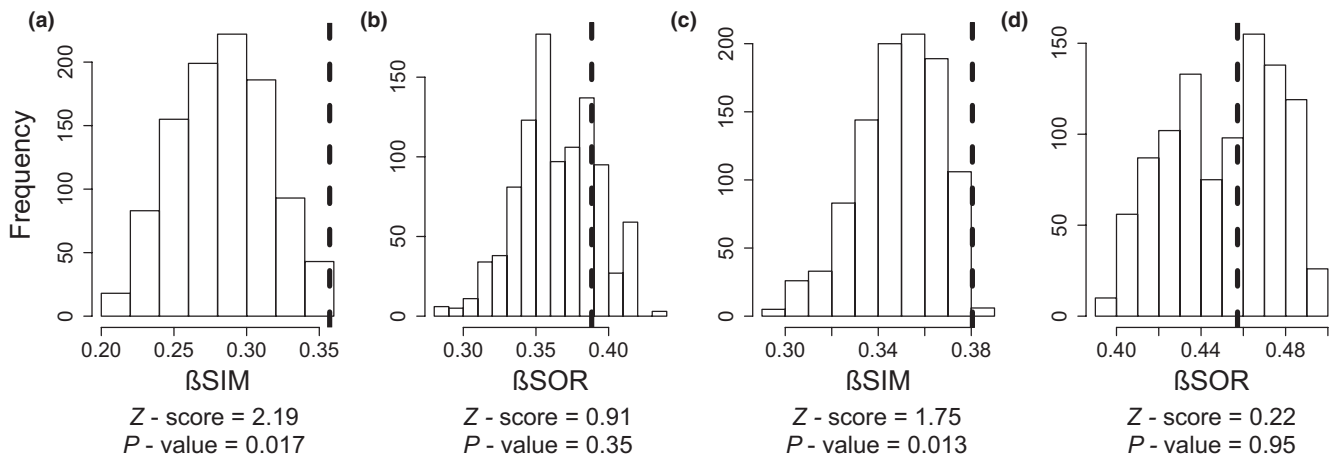 (a)
Frequency
0 50 100 150 200
0.20 0.25 0.30 0.35
ßSIM
Z - score = 2.19
P - value = 0.017
(b)
0 50 100 150
0.30 0.35 0.40
ßSOR
Z - score = 0.91
P - value = 0.35
(c)
0 50 100 150 200
0.30 0.34 0.38
ßSIM
Z - score = 1.75
P - value = 0.013
(d)
0 50 100 150
0.40 0.44 0.48
ßSOR
Z - score = 0.22
P - value = 0.95